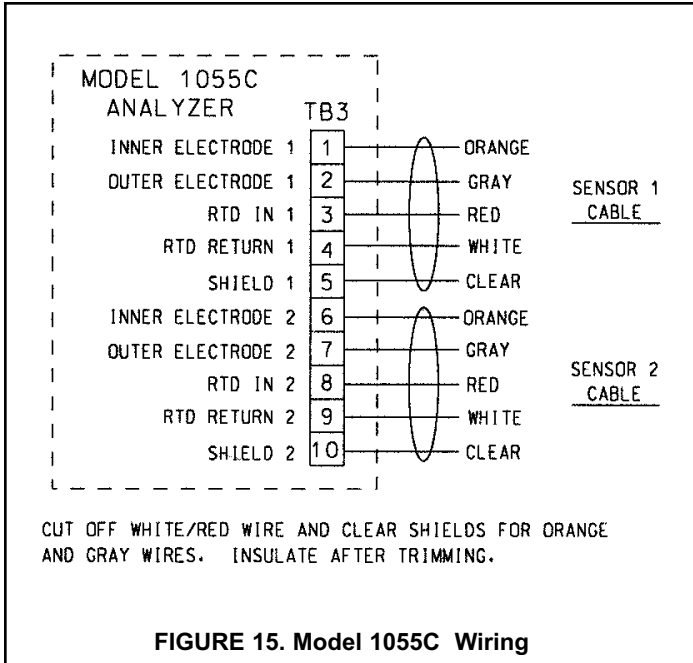 MODEL 1055C
ANALYZER TB3
INNER ELECTRODE 1 1 ORANGE
OUTER ELECTRODE 1 2 GRAY
RTD IN 1 3 RED
RTD RETURN 1 4 WHITE
SHIELD 1 5 CLEAR
SENSOR 1
CABLE
INNER ELECTRODE 2 6 ORANGE
OUTER ELECTRODE 2 7 GRAY
RTD IN 2 8 RED
RTD RETURN 2 9 WHITE
SHIELD 2 10 CLEAR
SENSOR 2
CABLE
CUT OFF WHITE/RED WIRE AND CLEAR SHIELDS FOR ORANGE
AND GRAY WIRES. INSULATE AFTER TRIMMING.
FIGURE 15. Model 1055C Wiring